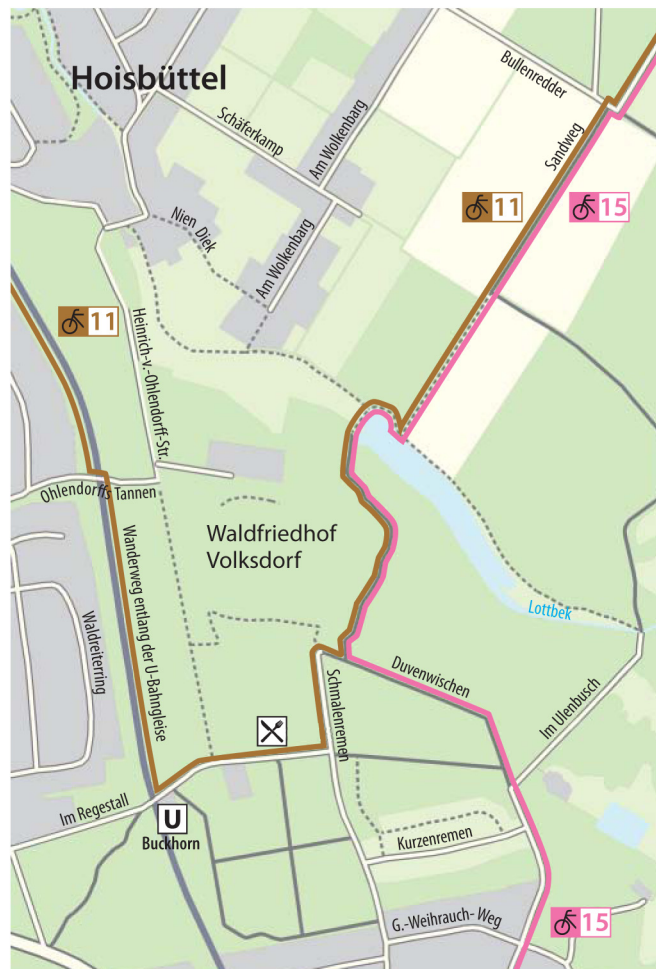 Hoisbüttel
Bullenredder
Schäferkamp
Am Wolkenbarg
Sandweg
11
15
Nien Diek
Am Wolkenbarg
11
Heinrich-v.-Ohlendorff-Str.
Ohlendorffs Tannen
Waldfriedhof
Volksdorf
Wanderweg entlang der U-Bahngleise
Lottbek
Waldreiterring
Duvenwischen
Schmalenremen
Im Ulenbusch
Im Regestall
U
Buckhorn
Kurzenremen
G.-Weihrauch- Weg
15